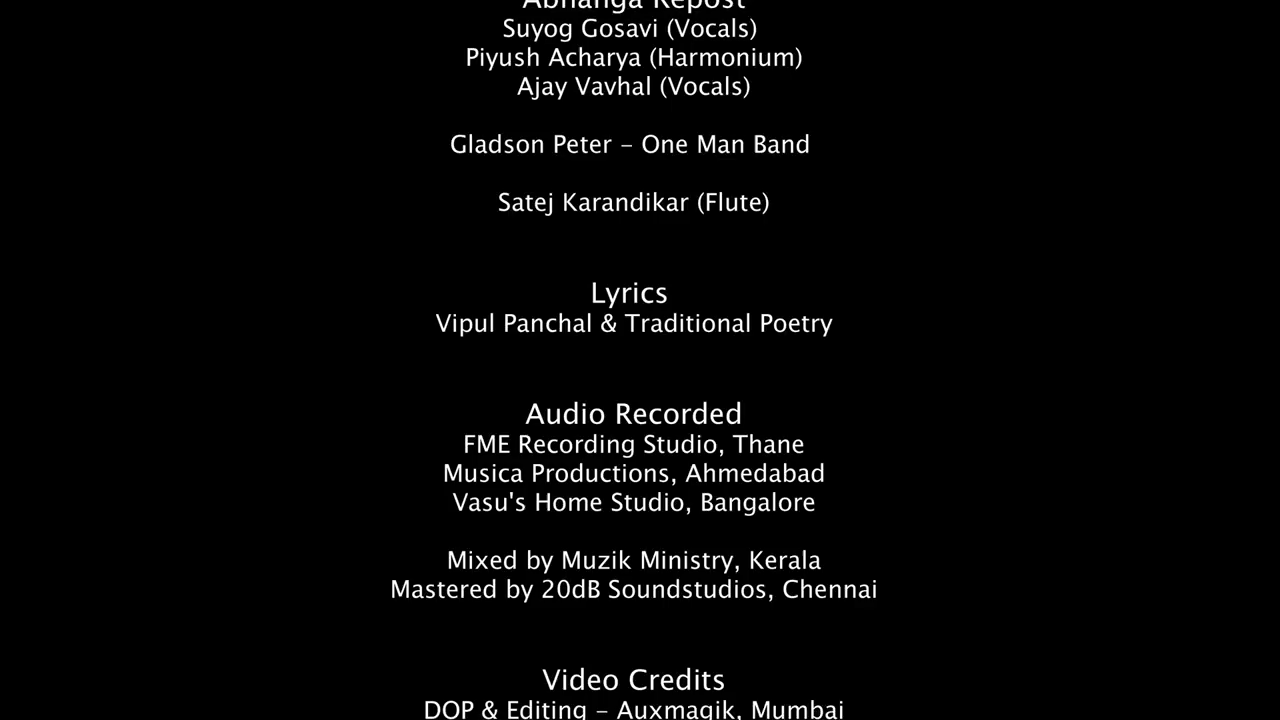 Abhanga Repost
Suyog Gosavi (Vocals)
Piyush Acharya (Harmonium)
Ajay Vavhal (Vocals)
Gladson Peter – One Man Band
Satej Karandikar (Flute)
Lyrics
Vipul Panchal & Traditional Poetry
Audio Recorded
FME Recording Studio, Thane
Musica Productions, Ahmedabad
Vasu's Home Studio, Bangalore
Mixed by Muzik Ministry, Kerala
Mastered by 20dB Soundstudios, Chennai
Video Credits
DOP & Editing – Auxmagik, Mumbai